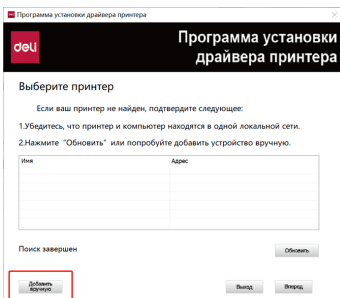 Программа установки драйвера принтера
deli
Программа установки
драйвера принтера
Выберите принтер
Если ваш принтер не найден, подтвердите следующее:
1.Убедитесь, что принтер и компьютер находятся в одной локальной сети.
2.Нажмите "Обновить" или попробуйте добавить устройство вручную.
Имя Адрес
Поиск завершен Обновить
Добавить
вручную
Выход Вперед